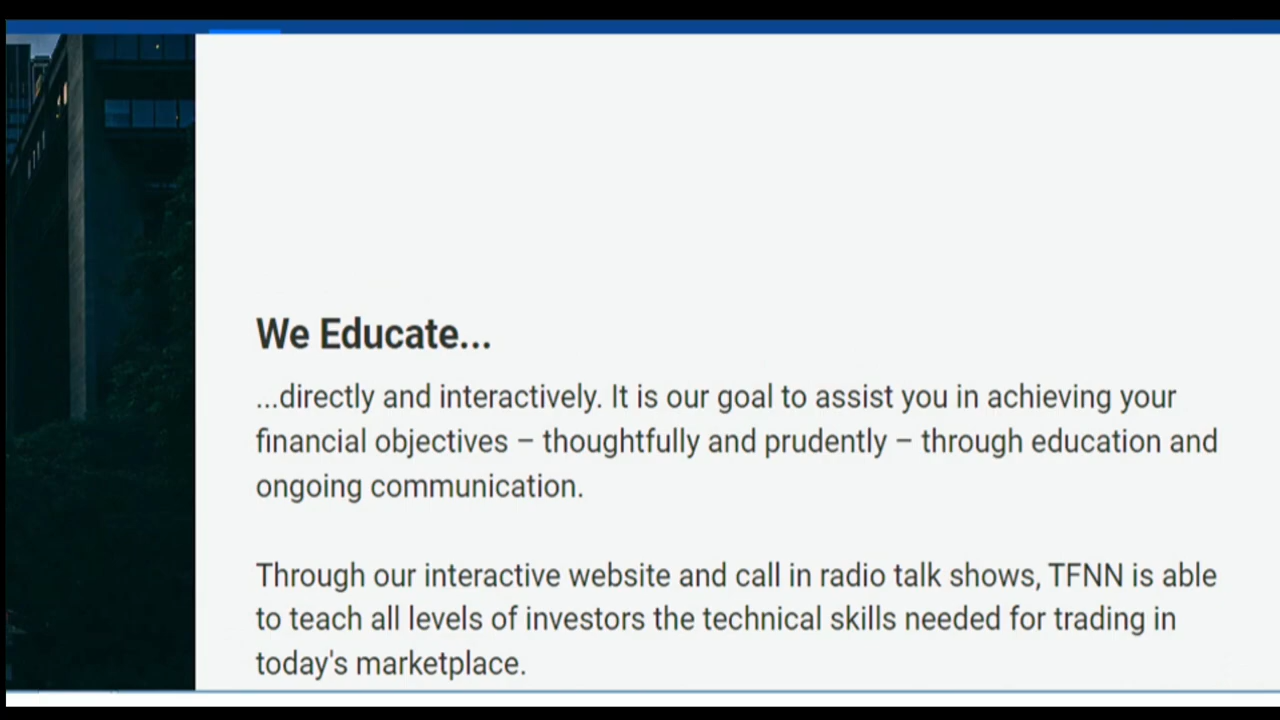 We Educate...
...directly and interactively. It is our goal to assist you in achieving your
financial objectives – thoughtfully and prudently – through education and
ongoing communication.
Through our interactive website and call in radio talk shows, TFNN is able
to teach all levels of investors the technical skills needed for trading in
today's marketplace.